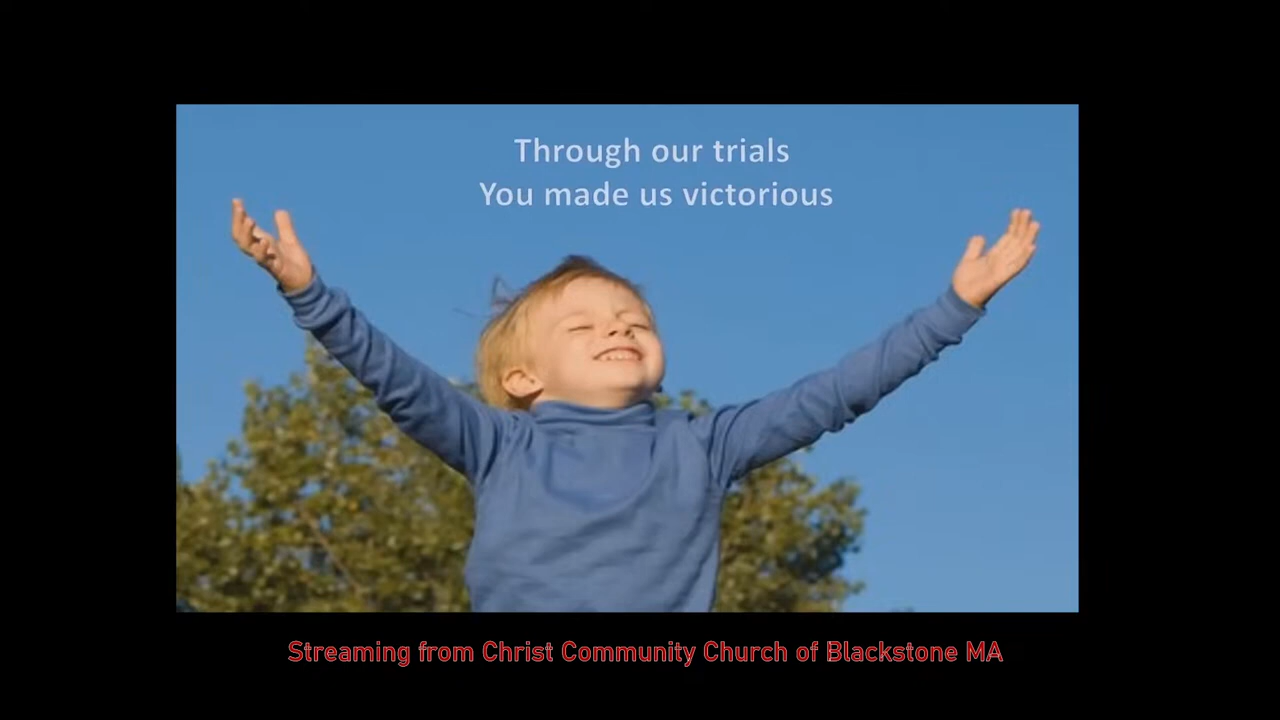 Through our trials
You made us victorious
Streaming from Christ Community Church of Blackstone MA